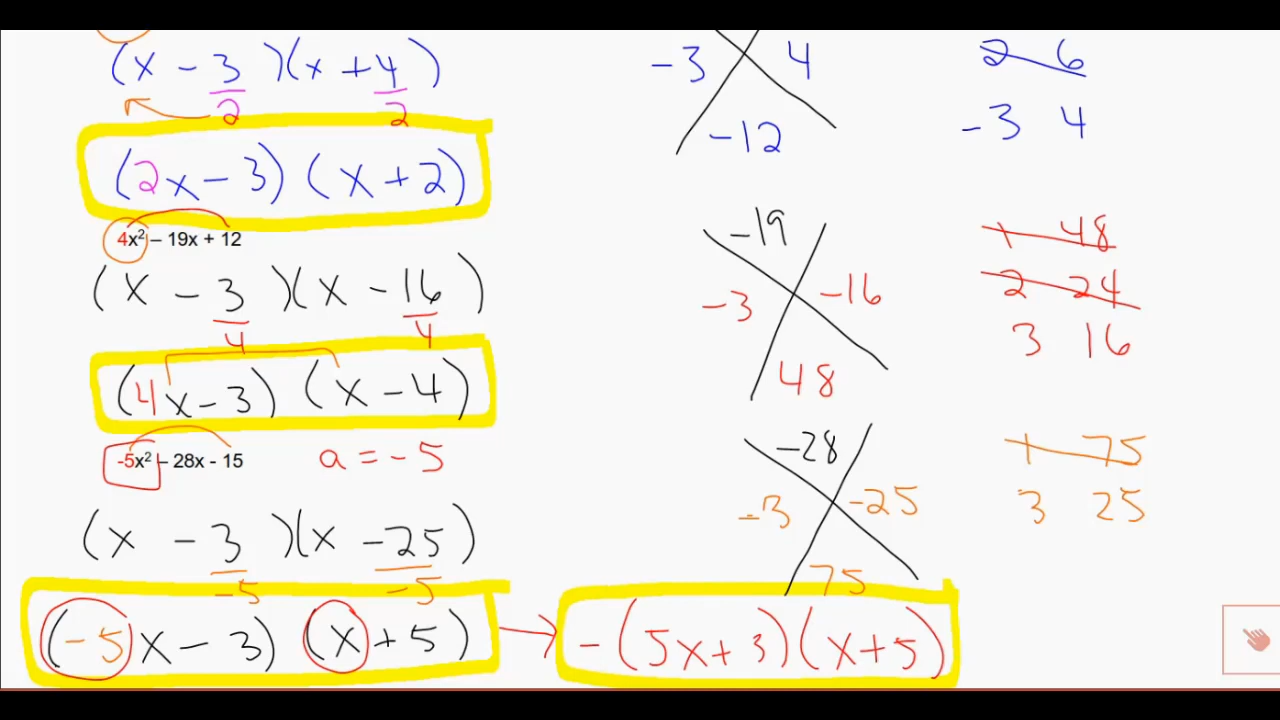 (x - 3/2)(x + 4/2)
(2x - 3) (x + 2)
4x² – 19x + 12
(x - 3/4)(x - 16/4)
(4x - 3) (x - 4)
-5x² – 28x - 15 a = -5
(x - 3/-5)(x - 25/-5)
(-5x - 3) (x + 5) → -(5x + 3)(x + 5)
-3 4
-12
2 6
-3 4
-19
-3 -16
48
1 48
2 24
3 16
-28
-3 -25
75
1 75
3 25